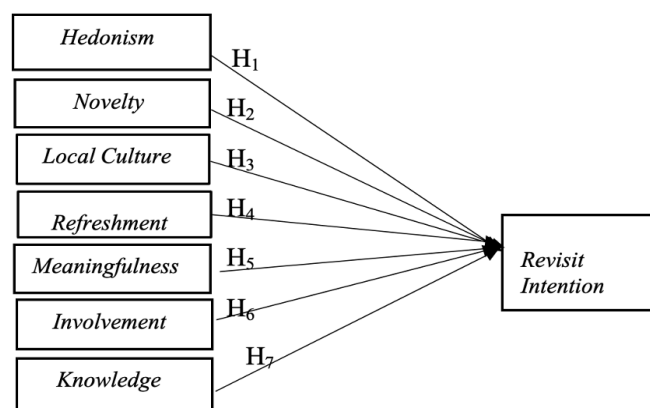 Hedonism
H₁
Novelty
H₂
Local Culture
H₃
Refreshment
H₄
Meaningfulness
H₅
Involvement
H₆
Knowledge
H₇
Revisit
Intention